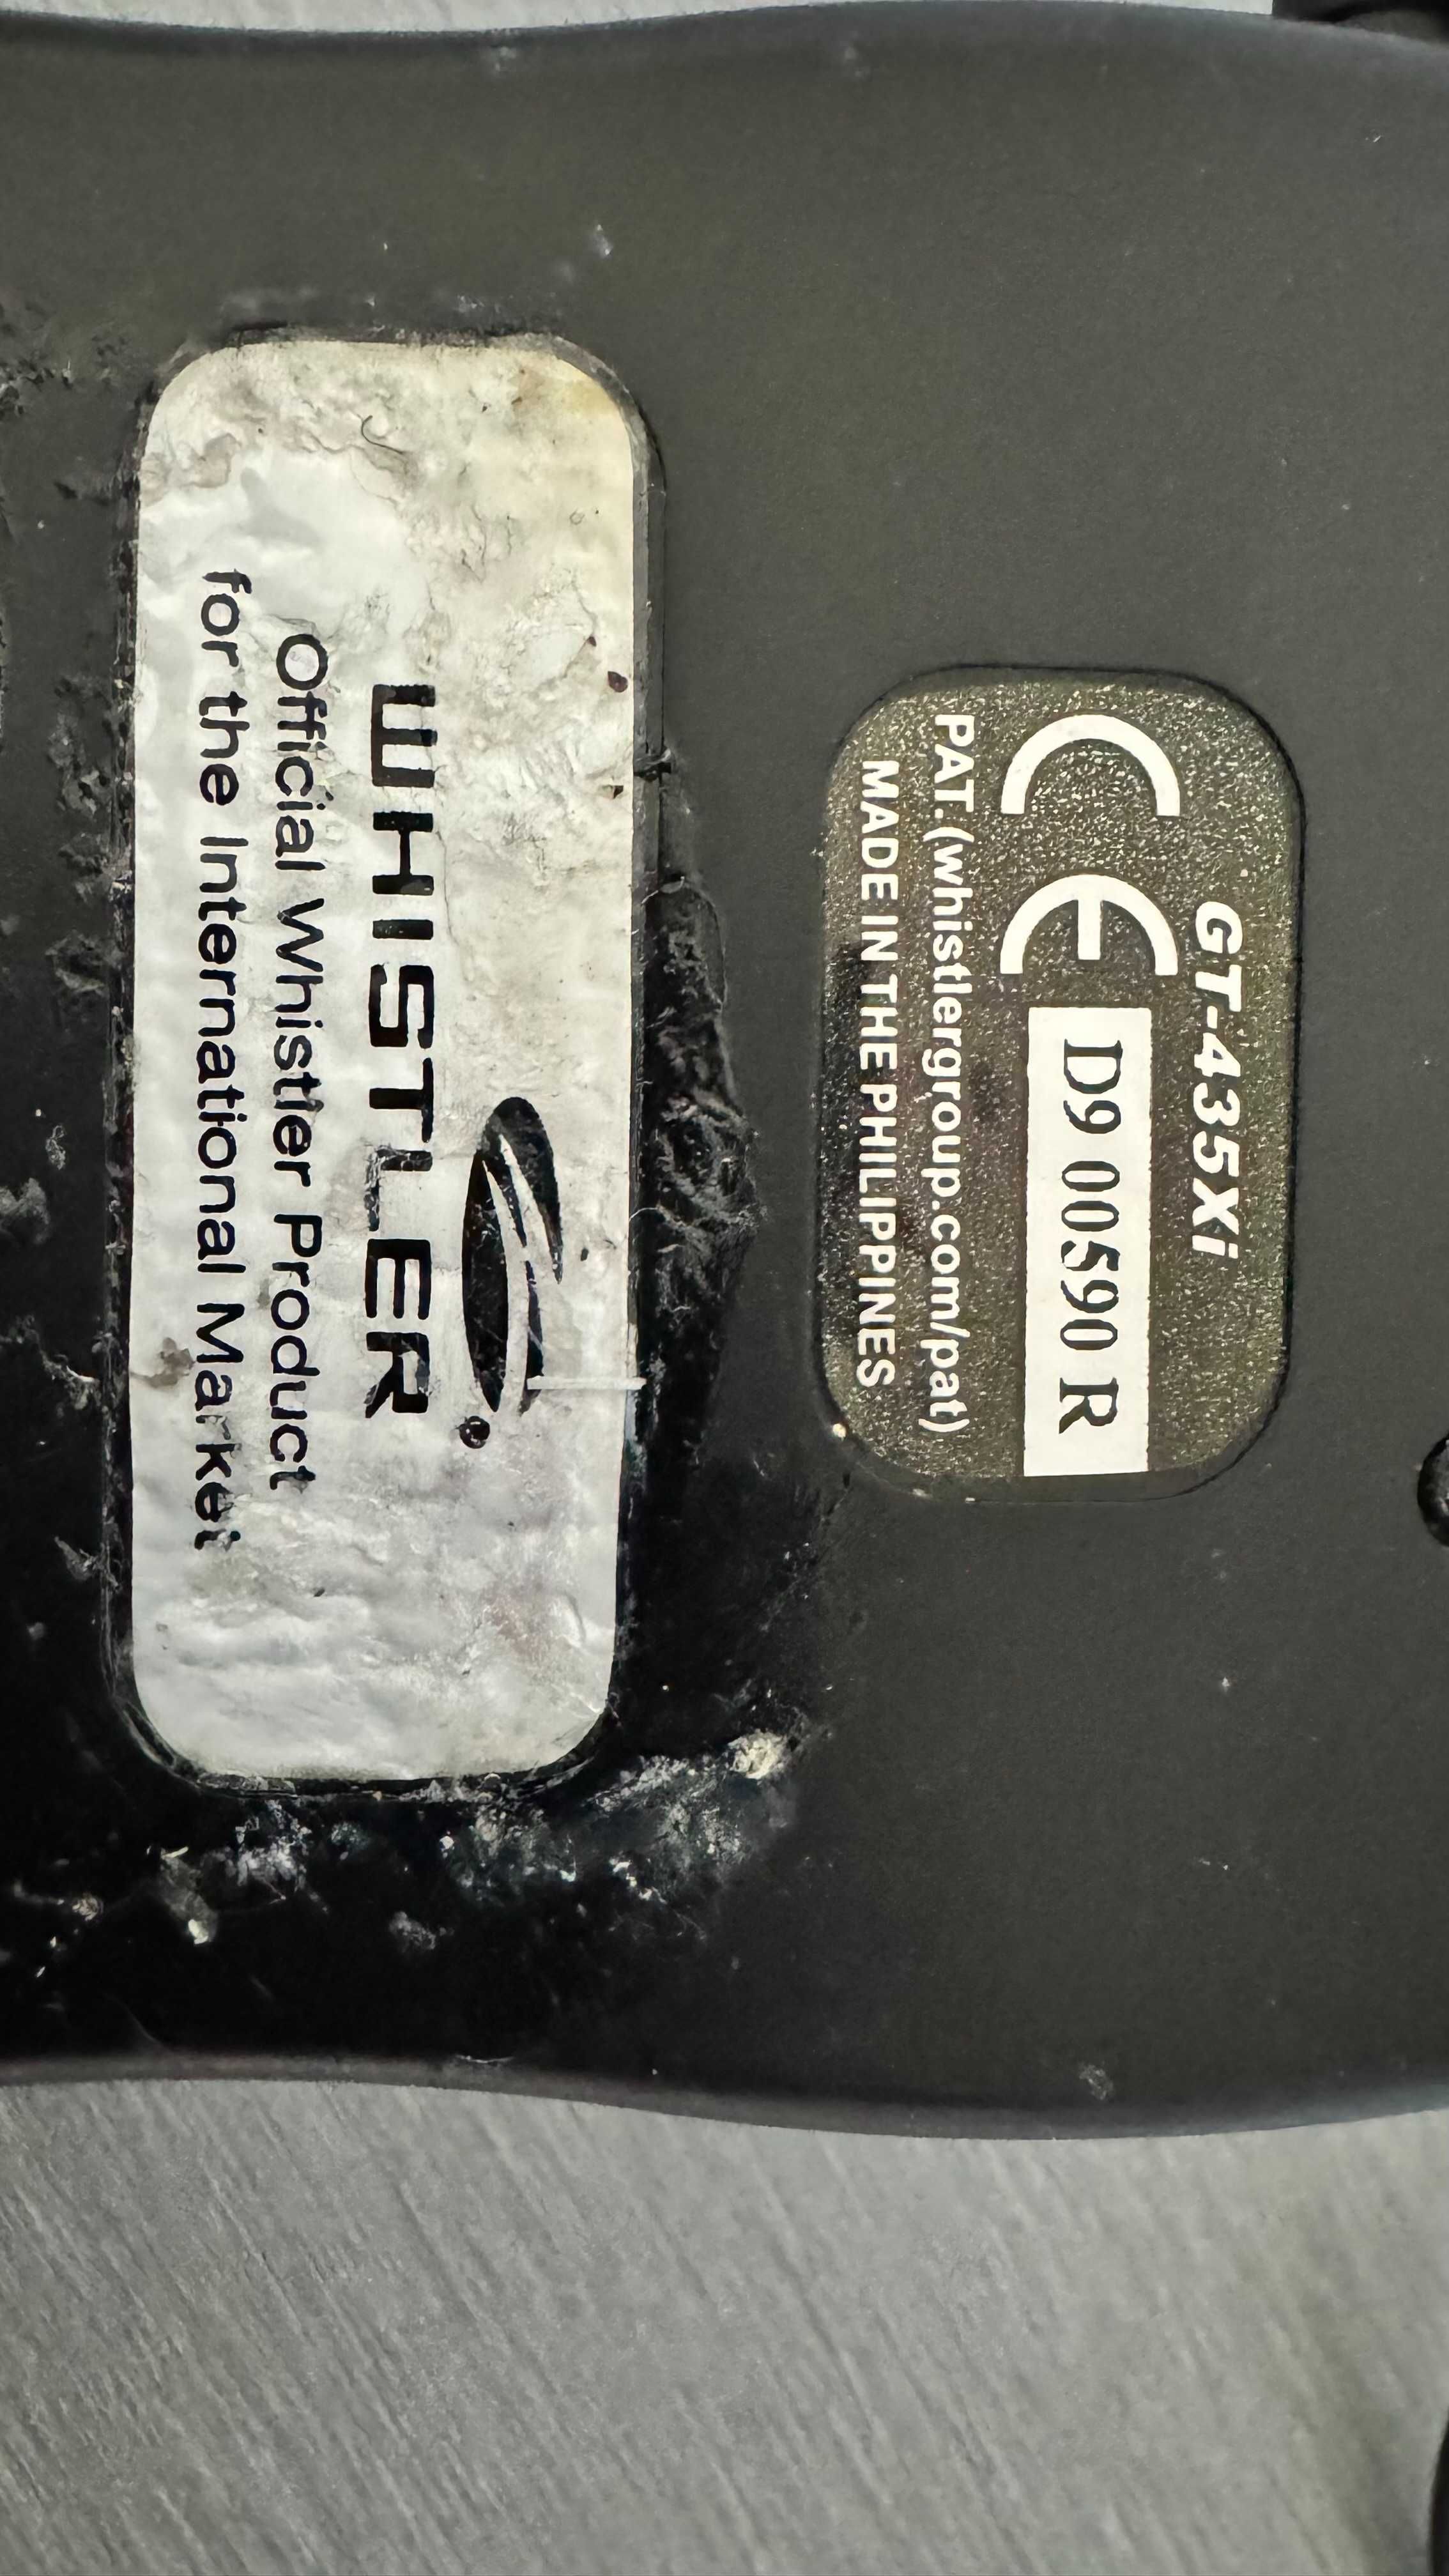 GT-435Xi
CE D9 00590 R
PAT. (whistlergroup.com/pat)
MADE IN THE PHILIPPINES
WHISTLER
Official Whistler Product
for the International Market